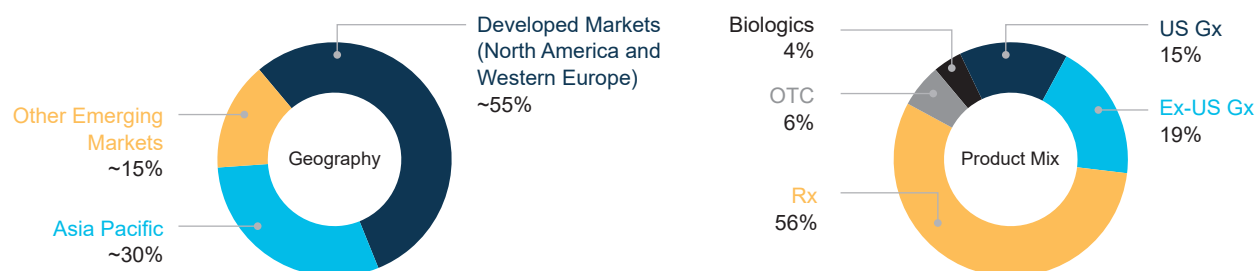 Developed Markets
(North America and
Western Europe)
~55%
Other Emerging
Markets
~15%
Geography
Asia Pacific
~30%
Biologics
4%
US Gx
15%
OTC
6%
Ex-US Gx
19%
Product Mix
Rx
56%